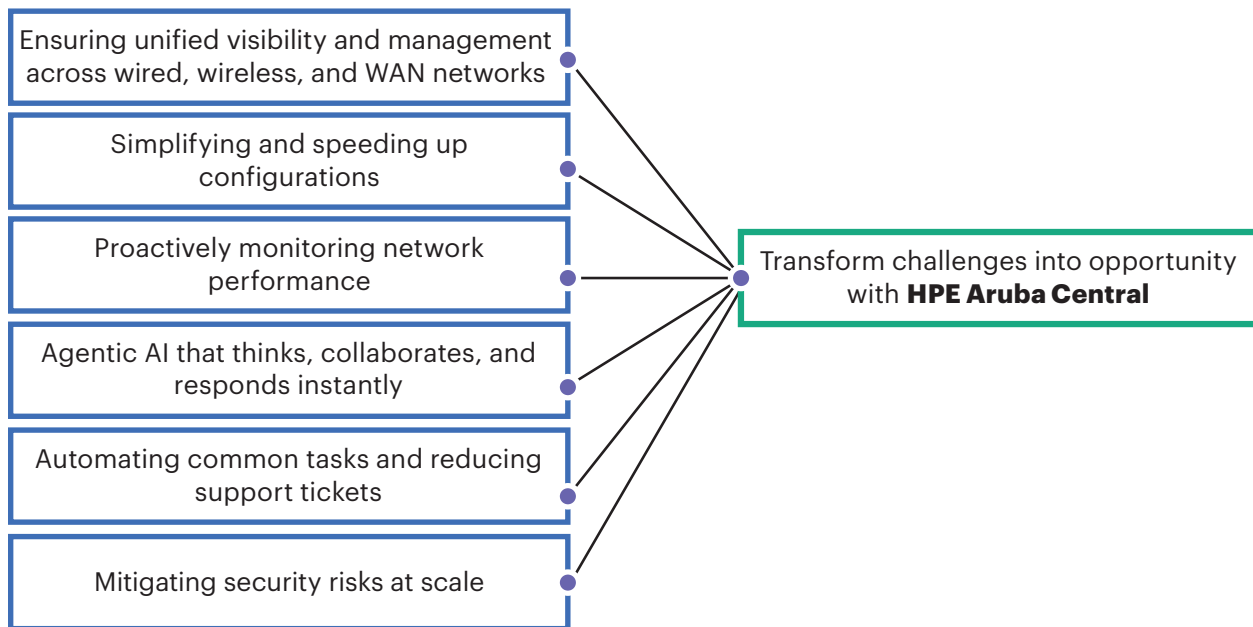 Ensuring unified visibility and management
across wired, wireless, and WAN networks
Simplifying and speeding up
configurations
Proactively monitoring network
performance
Agentic AI that thinks, collaborates, and
responds instantly
Automating common tasks and reducing
support tickets
Mitigating security risks at scale
Transform challenges into opportunity
with HPE Aruba Central